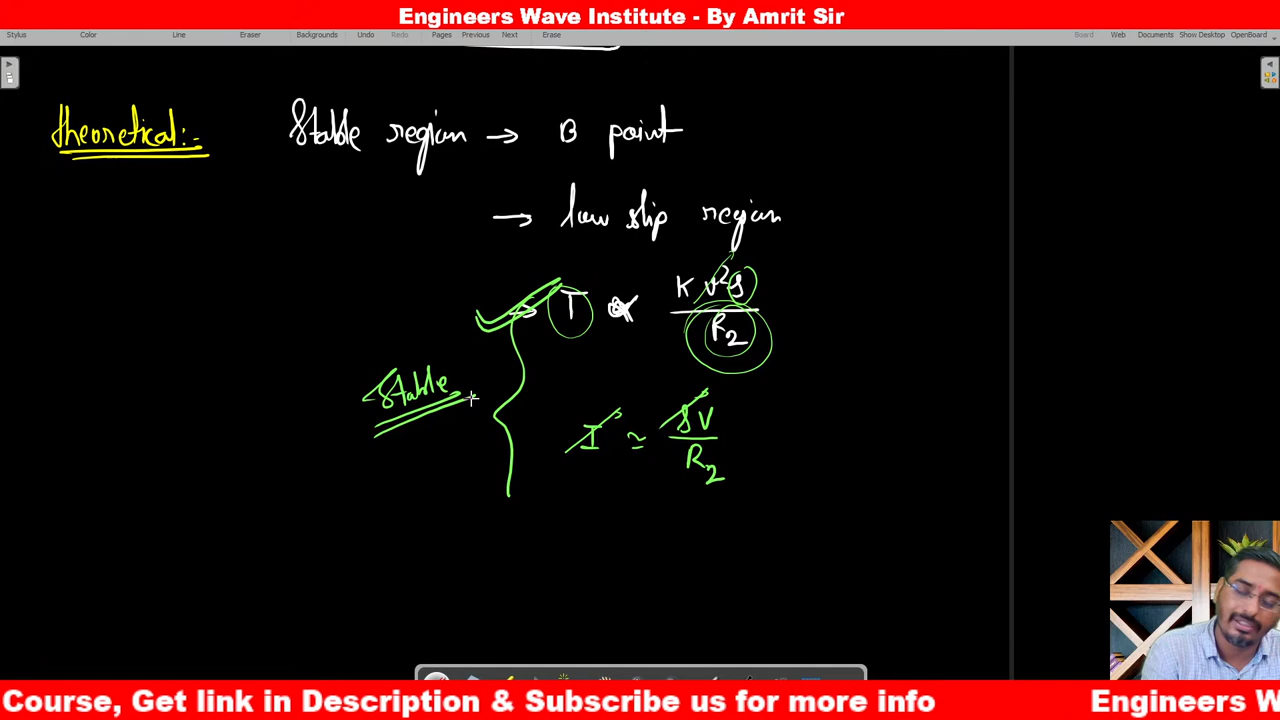 Engineers Wave Institute - By Amrit Sir
Stylus Color Line Eraser Backgrounds Undo Redo Pages Previous Next Erase Board Web Documents Show Desktop OpenBoard
theoretical:- Stable region → B point
→ low slip region
→ T ∝ K V²S / R₂
Stable
I ≃ SV / R₂
Course, Get link in Description & Subscribe us for more info Engineers W